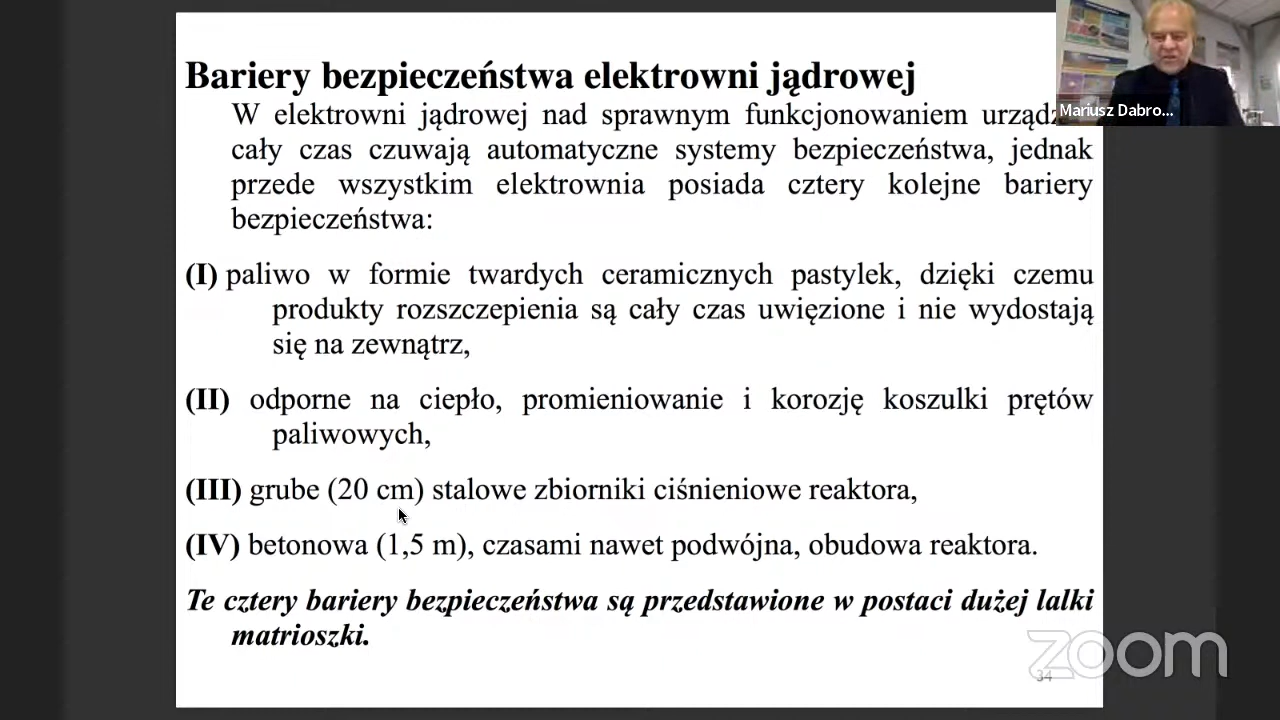 Bariery bezpieczeństwa elektrowni jądrowej
W elektrowni jądrowej nad sprawnym funkcjonowaniem
cały czas czuwają automatyczne systemy bezpieczeństwa, jednak
przede wszystkim elektrownia posiada cztery kolejne bariery
bezpieczeństwa:
(I) paliwo w formie twardych ceramicznych pastylek, dzięki czemu
produkty rozszczepienia są cały czas uwięzione i nie wydostają
się na zewnątrz,
(II) odporne na ciepło, promieniowanie i korozję koszulki prętów
paliwowych,
(III) grube (20 cm) stalowe zbiorniki ciśnieniowe reaktora,
(IV) betonowa (1,5 m), czasami nawet podwójna, obudowa reaktora.
Te cztery bariery bezpieczeństwa są przedstawione w postaci dużej lalki
matrioszki.
Mariusz Dabro...
zoom
34